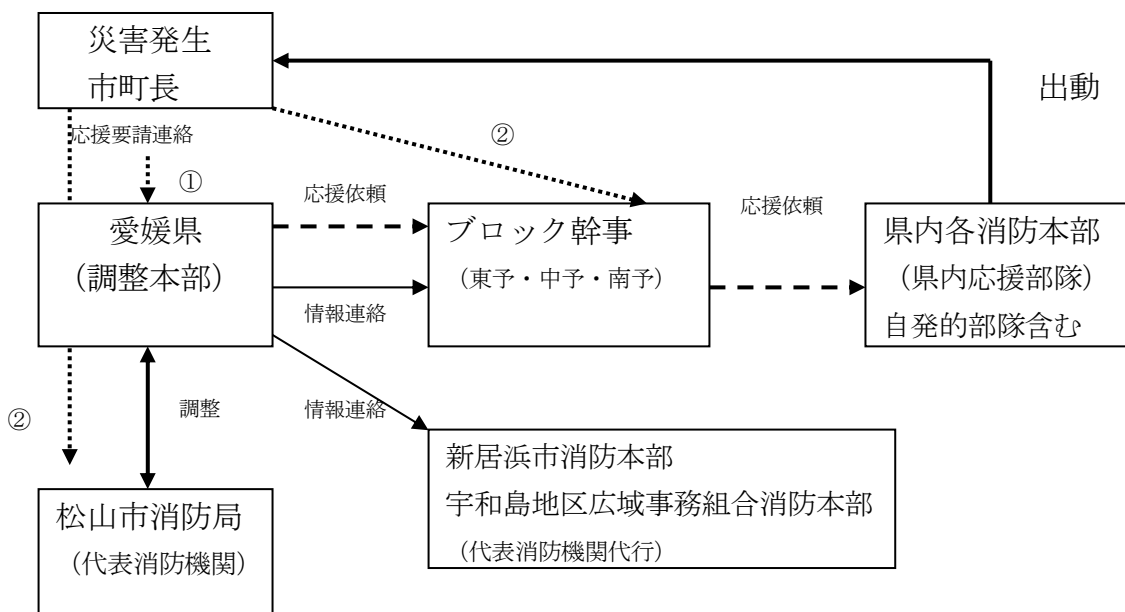 災害発生
市町長
出動
応援要請連絡
②
①
応援依頼
応援依頼
愛媛県
(調整本部)
ブロック幹事
(東予・中予・南予)
県内各消防本部
(県内応援部隊)
自発的部隊含む
情報連絡
②
調整
情報連絡
新居浜市消防本部
宇和島地区広域事務組合消防本部
(代表消防機関代行)
松山市消防局
(代表消防機関)